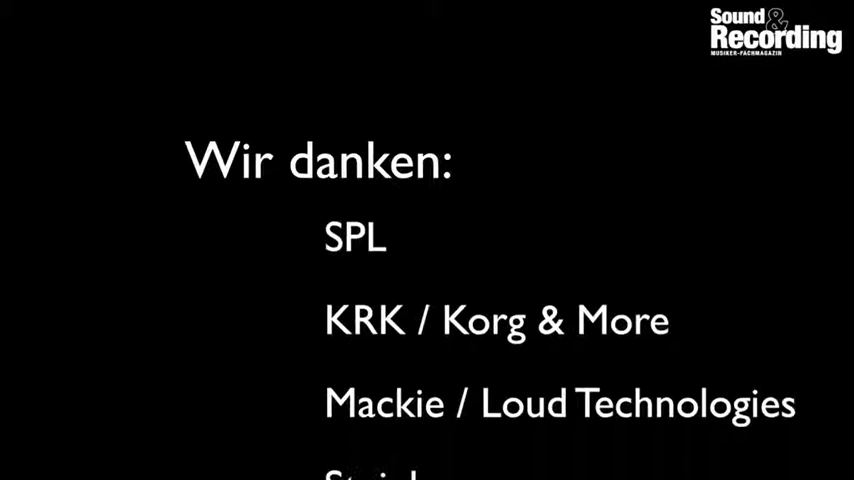 Sound &
Recording
MUSIKER-FACHMAGAZIN
Wir danken:
SPL
KRK / Korg & More
Mackie / Loud Technologies